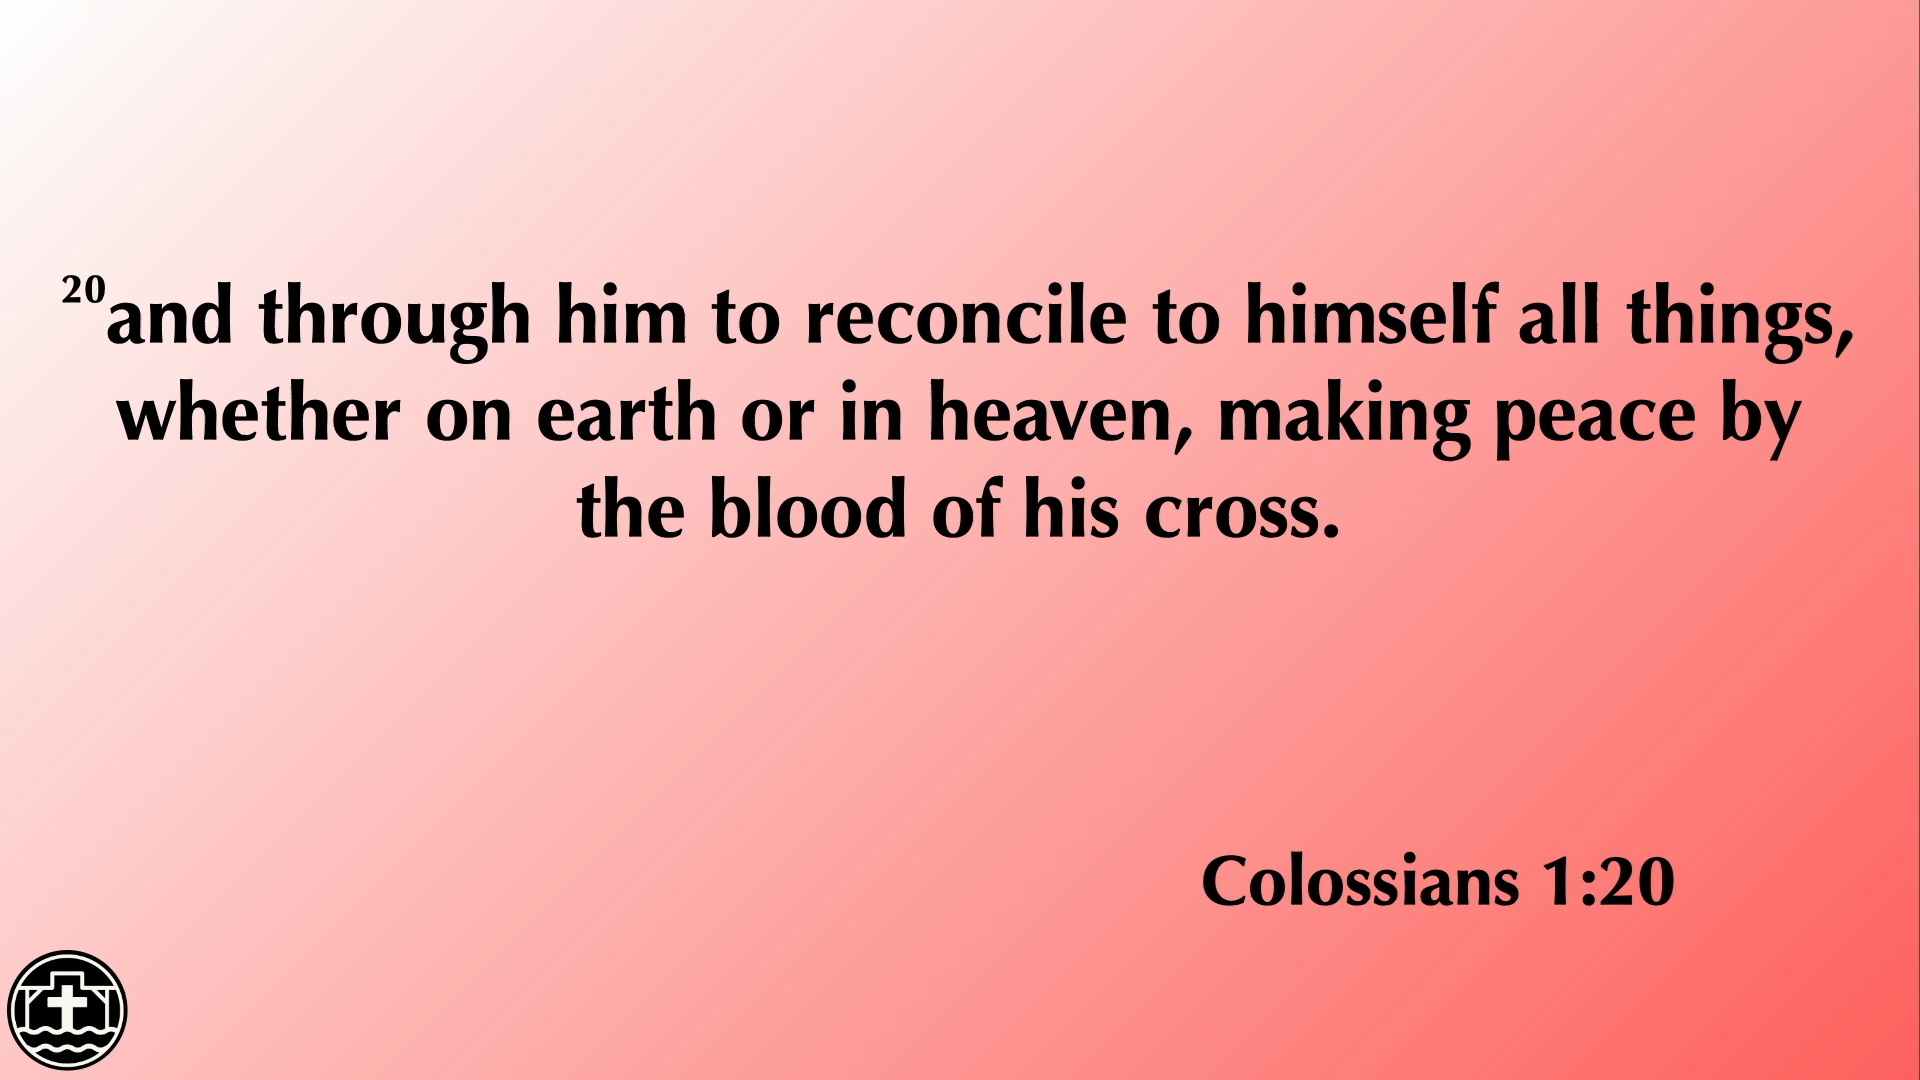 20and through him to reconcile to himself all things,
whether on earth or in heaven, making peace by
the blood of his cross.
Colossians 1:20